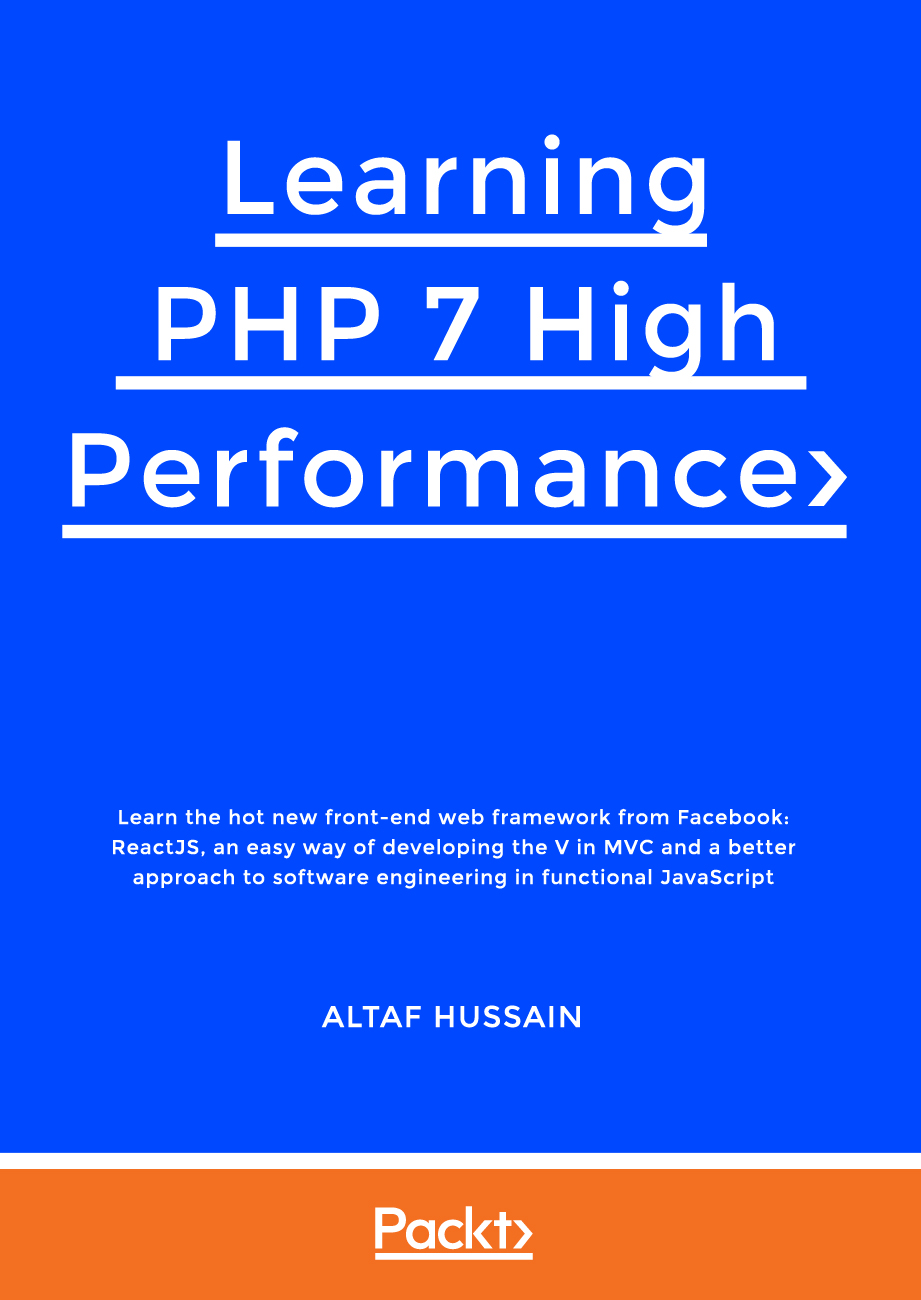 Learning
PHP 7 High
Performance>
Learn the hot new front-end web framework from Facebook:
ReactJS, an easy way of developing the V in MVC and a better
approach to software engineering in functional JavaScript
ALTAF HUSSAIN
Packt>